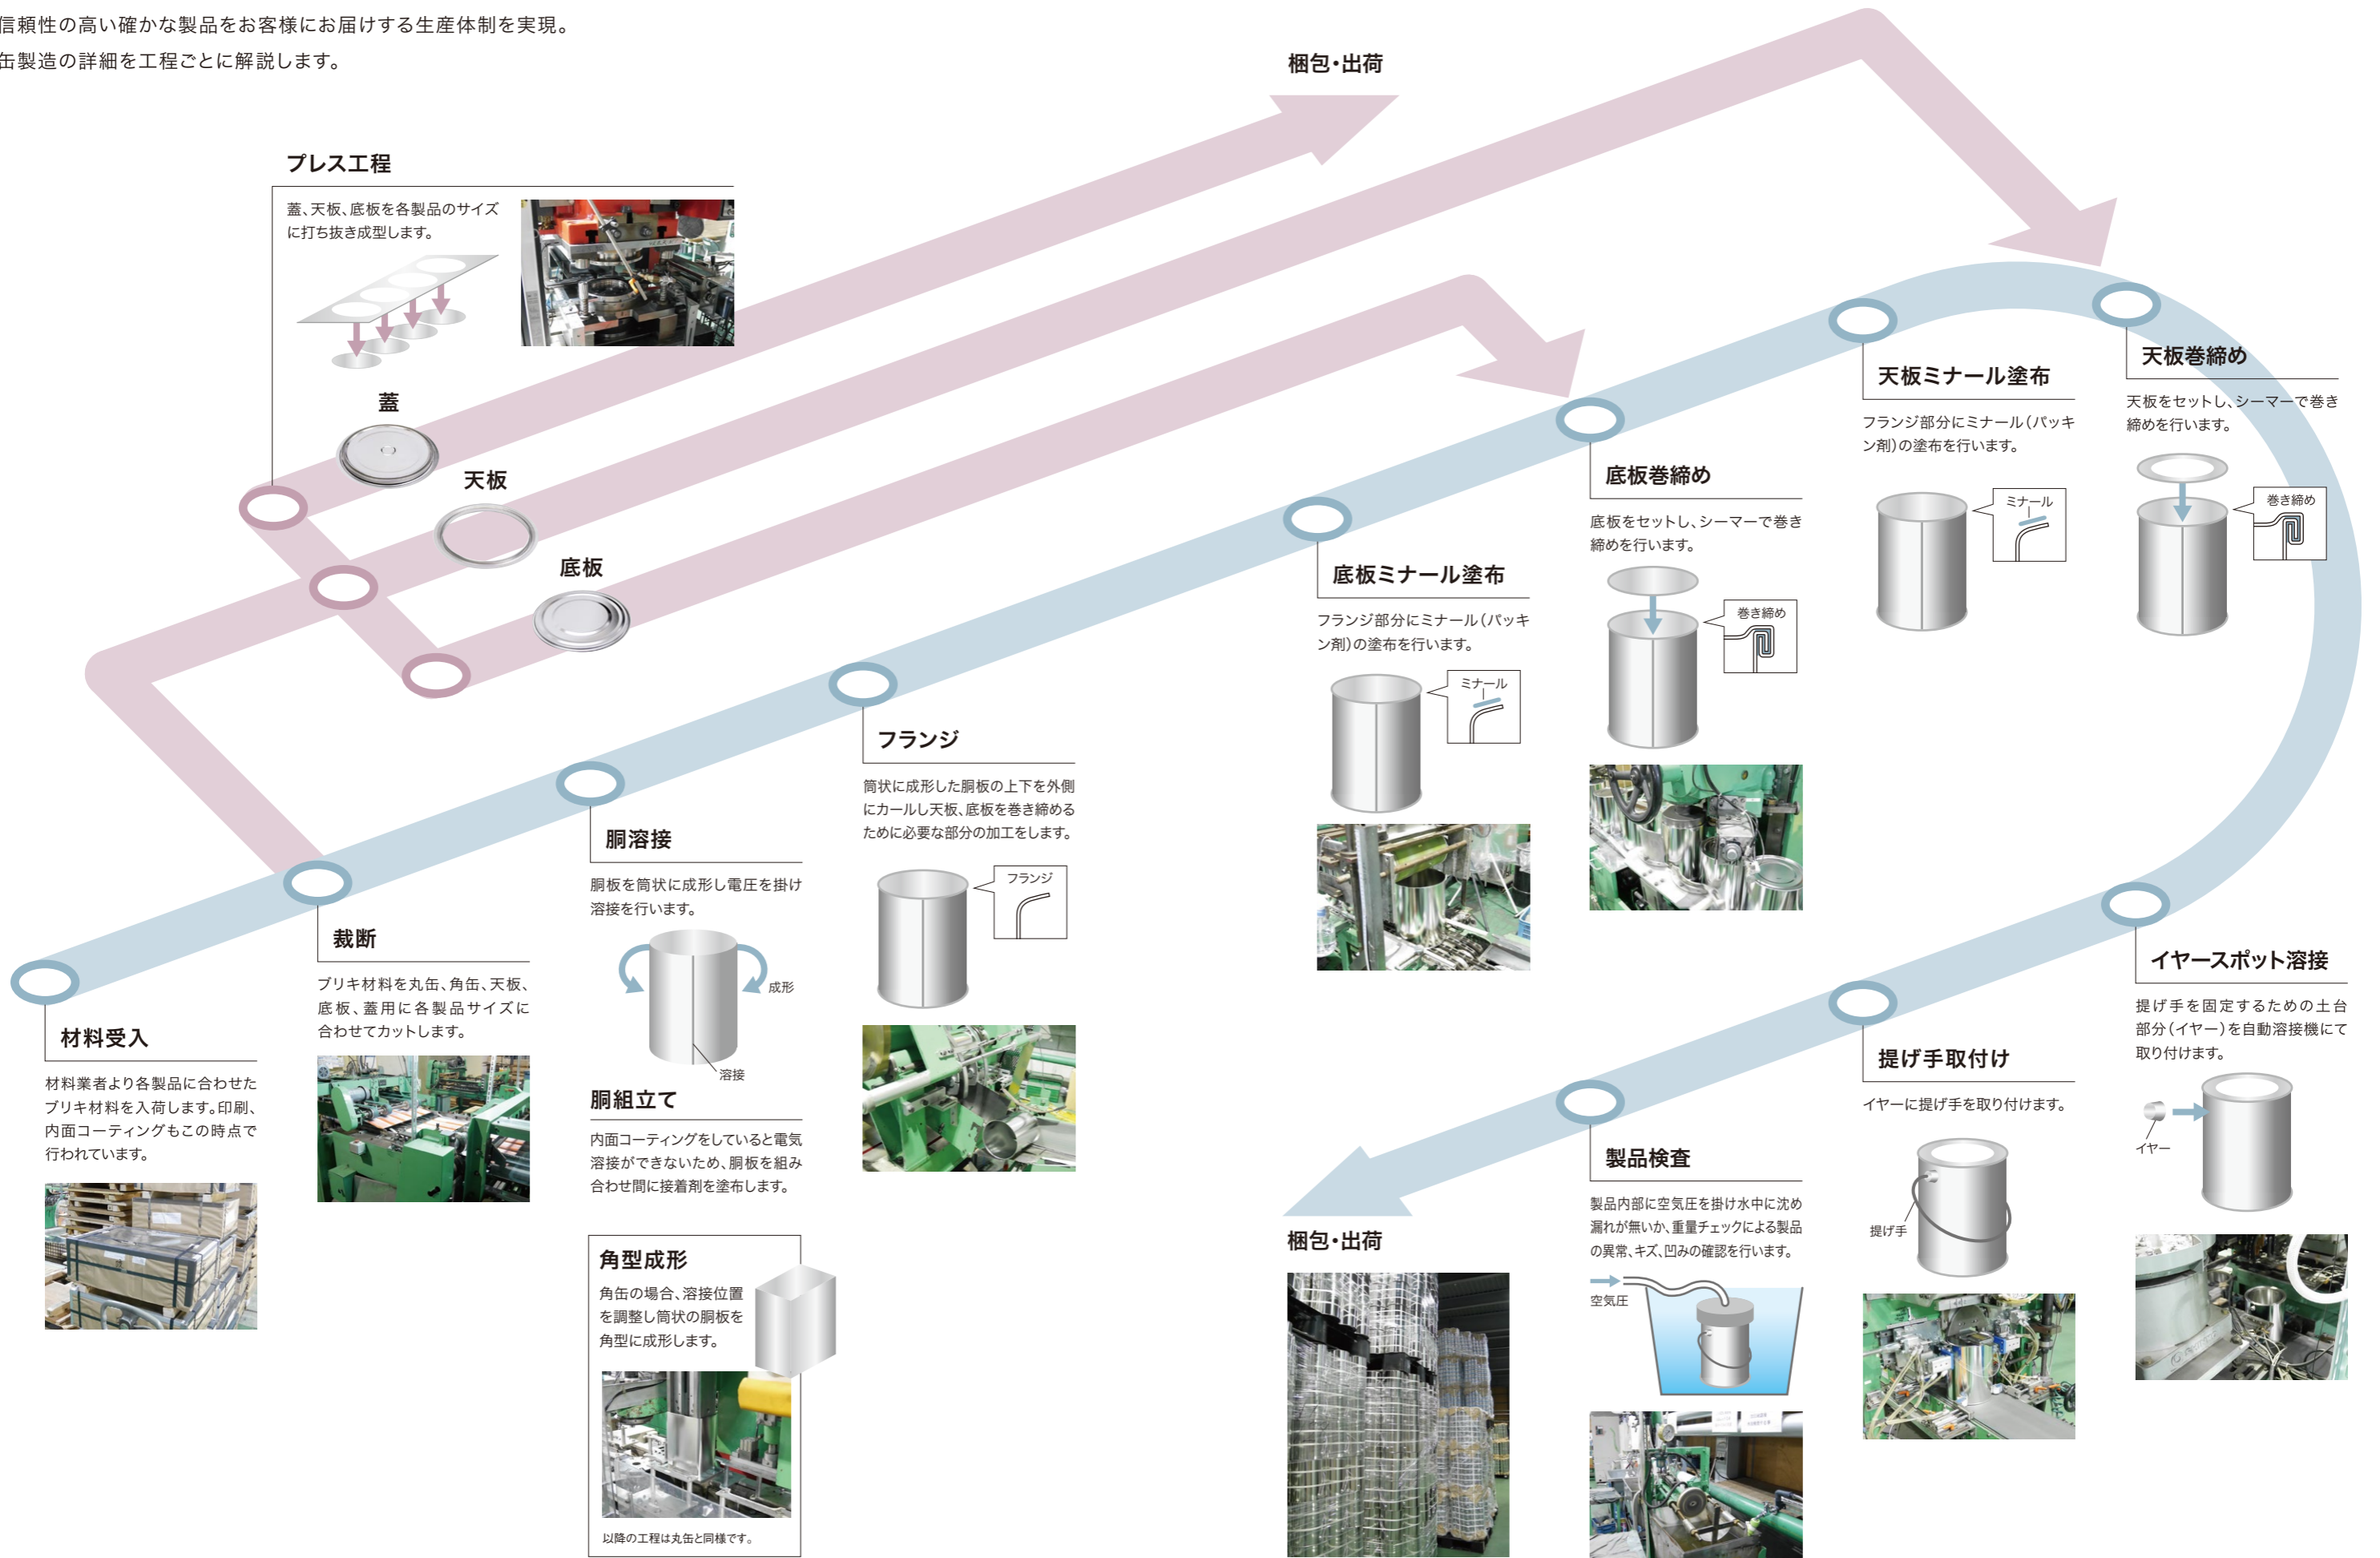 信頼性の高い確かな製品をお客様にお届けする生産体制を実現。
缶製造の詳細を工程ごとに解説します。
梱包・出荷
プレス工程
蓋、天板、底板を各製品のサイズ
に打ち抜き成型します。
蓋
天板
底板
材料受入
材料業者より各製品に合わせた
ブリキ材料を入荷します。印刷、
内面コーティングもこの時点で
行われています。
裁断
ブリキ材料を丸缶、角缶、天板、
底板、蓋用に各製品サイズに
合わせてカットします。
胴溶接
胴板を筒状に成形し電圧を掛け
溶接を行います。
成形
溶接
胴組立て
内面コーティングをしていると電気
溶接ができないため、胴板を組み
合わせ間に接着剤を塗布します。
角型成形
角缶の場合、溶接位置
を調整し筒状の胴板を
角型に成形します。
以降の工程は丸缶と同様です。
フランジ
筒状に成形した胴板の上下を外側
にカールし天板、底板を巻き締める
ために必要な部分の加工をします。
フランジ
底板ミナール塗布
フランジ部分にミナール(パッキ
ン剤)の塗布を行います。
ミナール
底板巻締め
底板をセットし、シーマーで巻き
締めを行います。
巻き締め
天板ミナール塗布
フランジ部分にミナール(パッキ
ン剤)の塗布を行います。
ミナール
天板巻締め
天板をセットし、シーマーで巻き
締めを行います。
巻き締め
イヤースポット溶接
提げ手を固定するための土台
部分(イヤー)を自動溶接機にて
取り付けます。
イヤー
提げ手取付け
イヤーに提げ手を取り付けます。
提げ手
製品検査
製品内部に空気圧を掛け水中に沈め
漏れが無いか、重量チェックによる製品
の異常、キズ、凹みの確認を行います。
空気圧
梱包・出荷